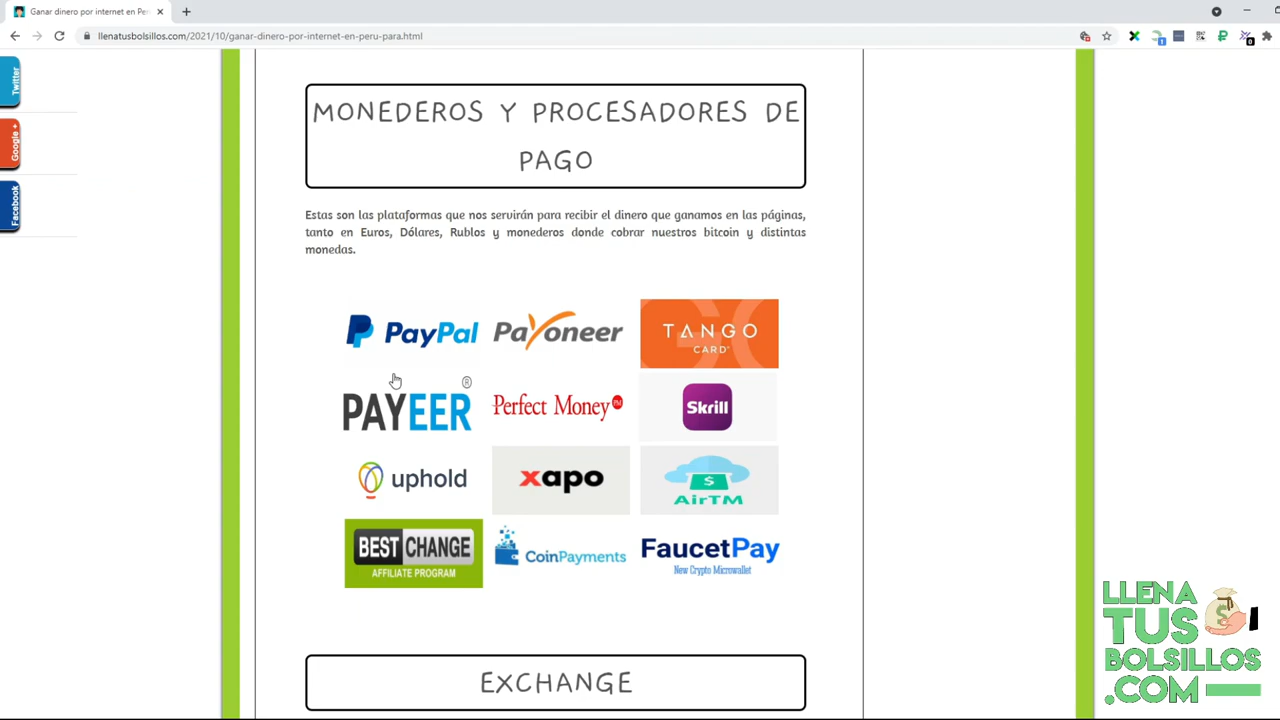 Ganar dinero por internet en Per
llenatusbolsillos.com/2021/10/ganar-dinero-por-internet-en-peru-para.html
Twitter
Google +
Facebook
MONEDEROS Y PROCESADORES DE
PAGO
Estas son las plataformas que nos servirán para recibir el dinero que ganamos en las páginas,
tanto en Euros, Dólares, Rublos y monederos donde cobrar nuestros bitcoin y distintas
monedas.
PayPal
Payoneer
TANGO
CARD
PAYEER ®
Perfect Money PM
Skrill
uphold
xapo
$
AirTM
BEST CHANGE
AFFILIATE PROGRAM
CoinPayments
FaucetPay
New Crypto Microwallet
EXCHANGE
LLENA
TUS
BOLSILLOS
.COM